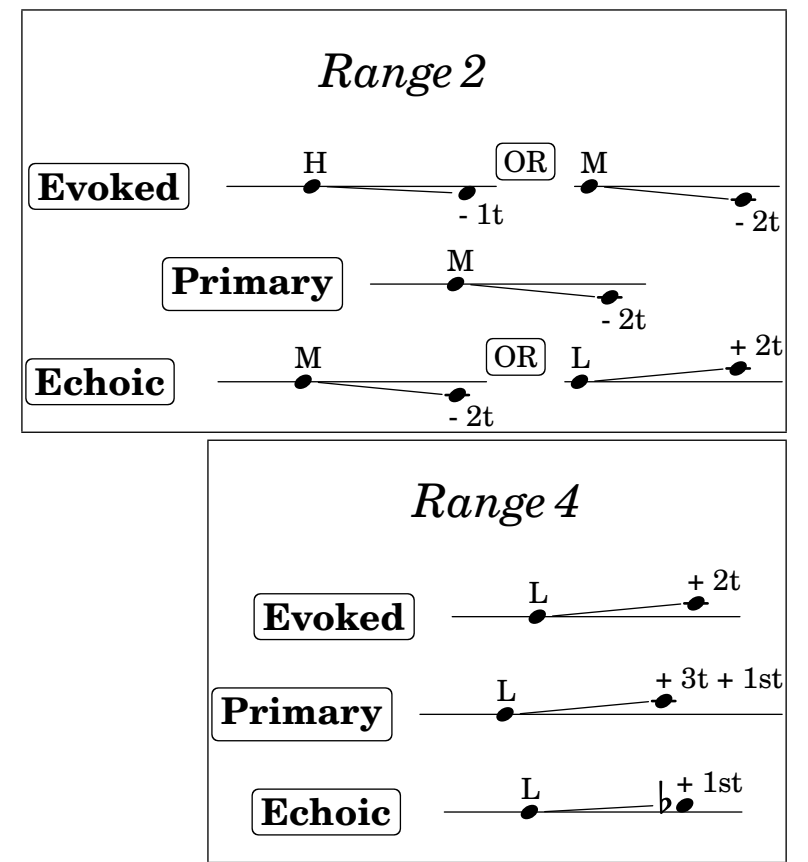 Range 2
H OR M
Evoked
- 1t - 2t
M
Primary
- 2t
M OR L + 2t
Echoic
- 2t
Range 4
L + 2t
Evoked
L + 3t + 1st
Primary
L ♭ + 1st
Echoic